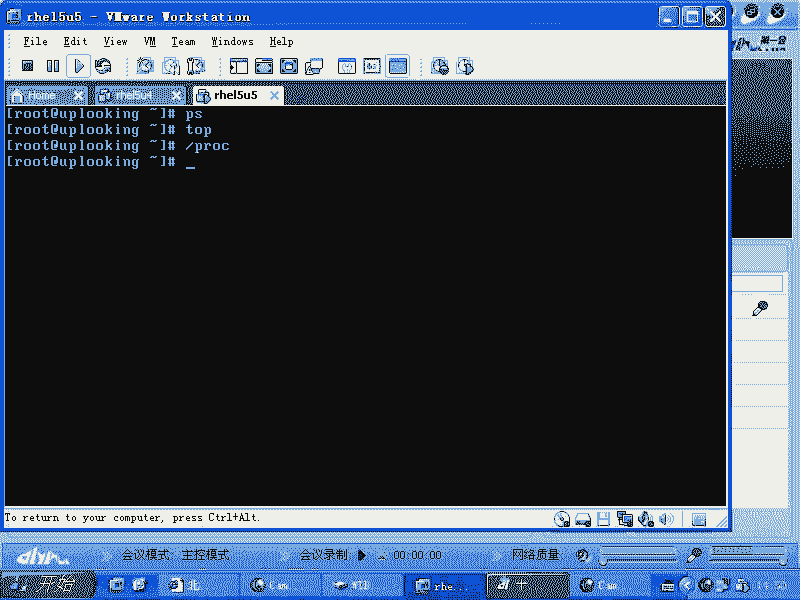 rhel5u5 - VMware Workstation
File Edit View VM Team Windows Help
Home rhel5u4 rhel5u5
[root@uplooking ~]# ps
[root@uplooking ~]# top
[root@uplooking ~]# /proc
[root@uplooking ~]# _
To return to your computer, press Ctrl+Alt.
会议模式: 主控模式 会议录制 00:00:00 网络质量:
开始 rhe...